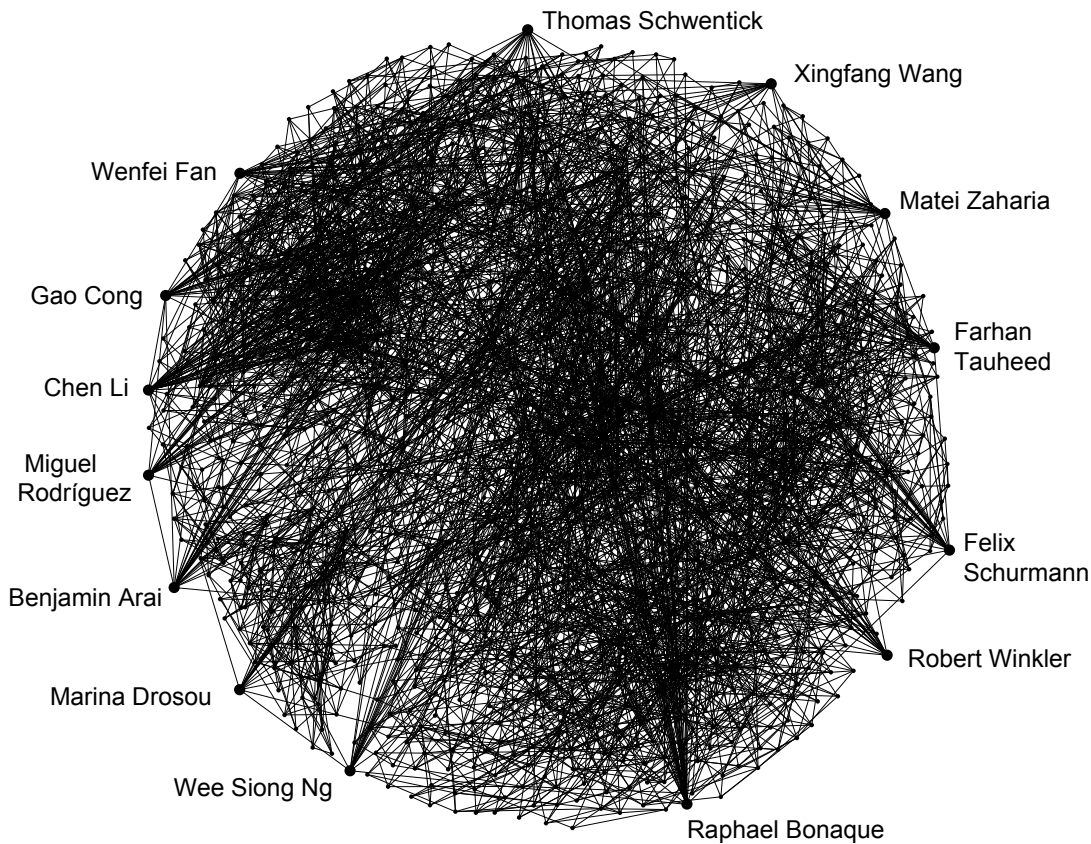 Thomas Schwentick
Xingfang Wang
Wenfei Fan
Matei Zaharia
Gao Cong
Farhan
Tauheed
Chen Li
Miguel
Rodríguez
Felix
Schurmann
Benjamin Arai
Robert Winkler
Marina Drosou
Wee Siong Ng
Raphael Bonaque